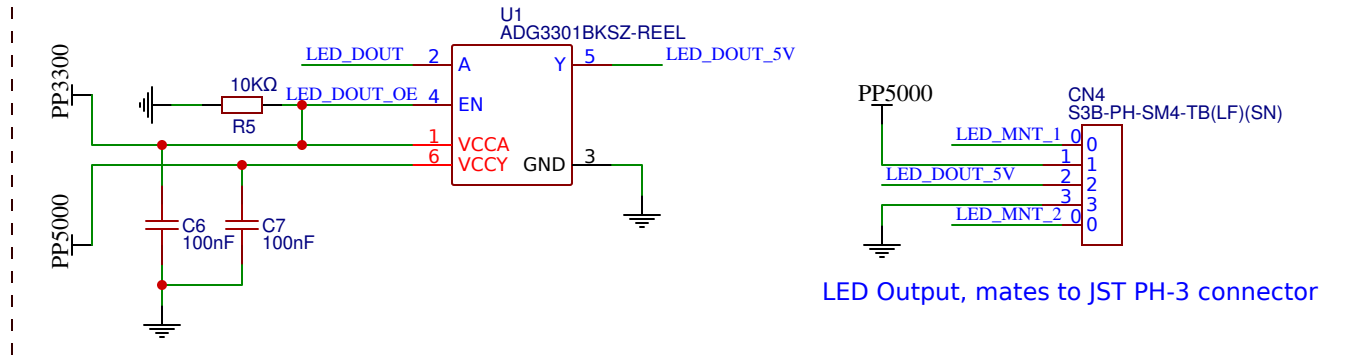 U1
ADG3301BKSZ-REEL
LED_DOUT 2 A Y 5 LED_DOUT_5V
PP3300
10KΩ
LED_DOUT_OE 4 EN
R5
1 VCCA
6 VCCY GND 3
PP5000
C6
100nF
C7
100nF
PP5000
CN4
S3B-PH-SM4-TB(LF)(SN)
LED_MNT_1 0 0
1 1
LED_DOUT_5V 2 2
3 3
LED_MNT_2 0 0
LED Output, mates to JST PH-3 connector